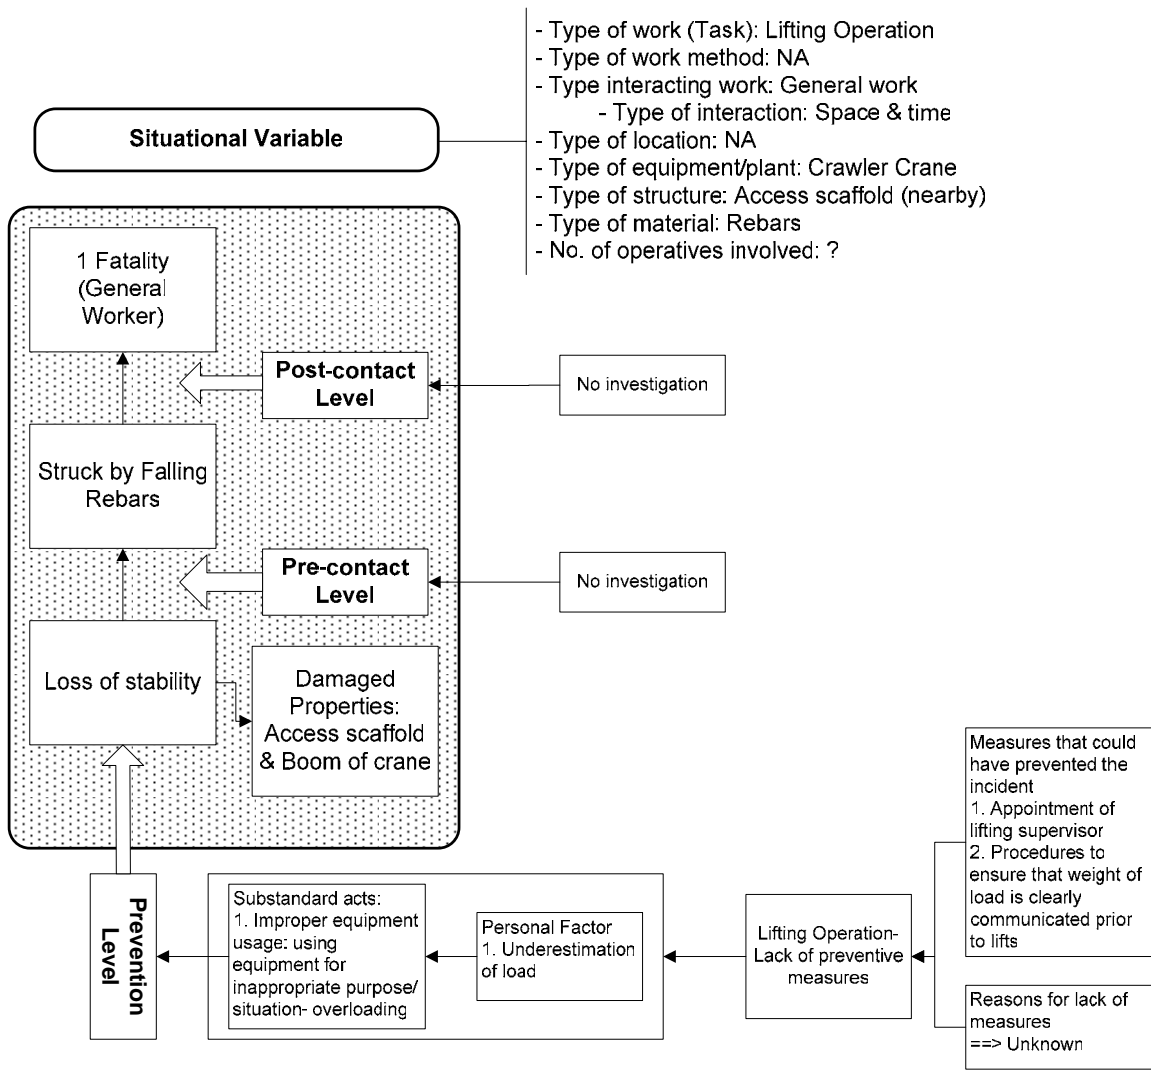 - Type of work (Task): Lifting Operation
- Type of work method: NA
- Type interacting work: General work
- Type of interaction: Space & time
- Type of location: NA
- Type of equipment/plant: Crawler Crane
- Type of structure: Access scaffold (nearby)
- Type of material: Rebars
- No. of operatives involved: ?
Situational Variable
1 Fatality
(General
Worker)
Post-contact
Level
No investigation
Struck by Falling
Rebars
Pre-contact
Level
No investigation
Loss of stability
Damaged
Properties:
Access scaffold
& Boom of crane
Prevention
Level
Substandard acts:
1. Improper equipment
usage: using
equipment for
inappropriate purpose/
situation- overloading
Personal Factor
1. Underestimation
of load
Lifting Operation-
Lack of preventive
measures
Measures that could
have prevented the
incident
1. Appointment of
lifting supervisor
2. Procedures to
ensure that weight of
load is clearly
communicated prior
to lifts
Reasons for lack of
measures
==> Unknown